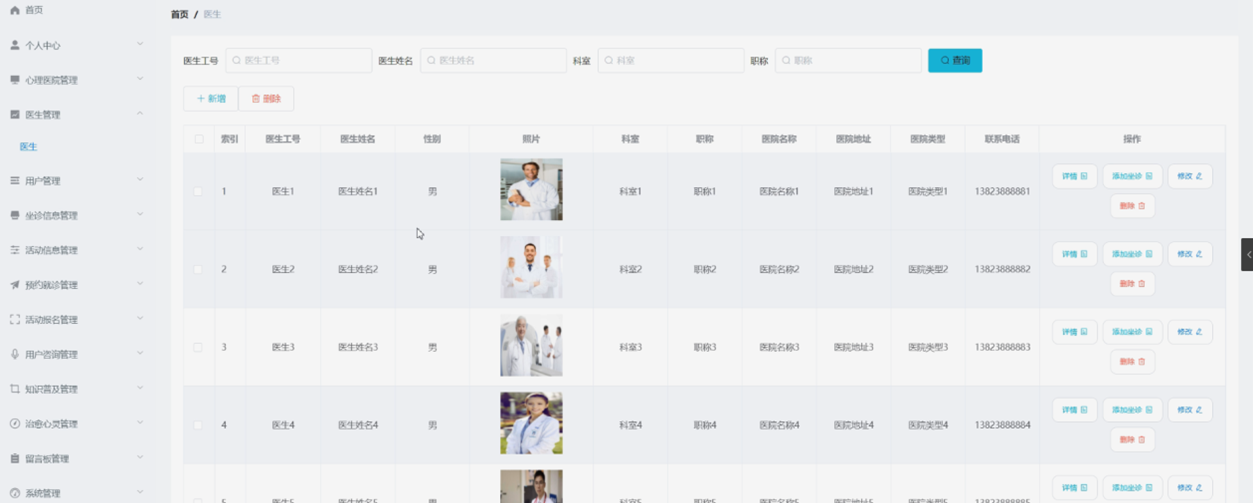 首页
个人中心
心理医院管理
医生管理
医生
用户管理
坐诊信息管理
活动信息管理
预约就诊管理
活动报名管理
用户咨询管理
知识普及管理
治愈心灵管理
留言板管理
系统管理
首页 / 医生
医生工号 医生工号 医生姓名 医生姓名 科室 科室 职称 职称 查询
+ 新增 删除
索引 医生工号 医生姓名 性别 照片 科室 职称 医院名称 医院地址 医院类型 联系电话 操作
1 医生1 医生姓名1 男 科室1 职称1 医院名称1 医院地址1 医院类型1 13823888881 详情 添加坐诊 修改
删除
2 医生2 医生姓名2 男 科室2 职称2 医院名称2 医院地址2 医院类型2 13823888882 详情 添加坐诊 修改
删除
3 医生3 医生姓名3 男 科室3 职称3 医院名称3 医院地址3 医院类型3 13823888883 详情 添加坐诊 修改
删除
4 医生4 医生姓名4 男 科室4 职称4 医院名称4 医院地址4 医院类型4 13823888884 详情 添加坐诊 修改
删除
5 医生5 医生姓名5 男 科室5 职称5 医院名称5 医院地址5 医院类型5 13823888885 详情 添加坐诊 修改